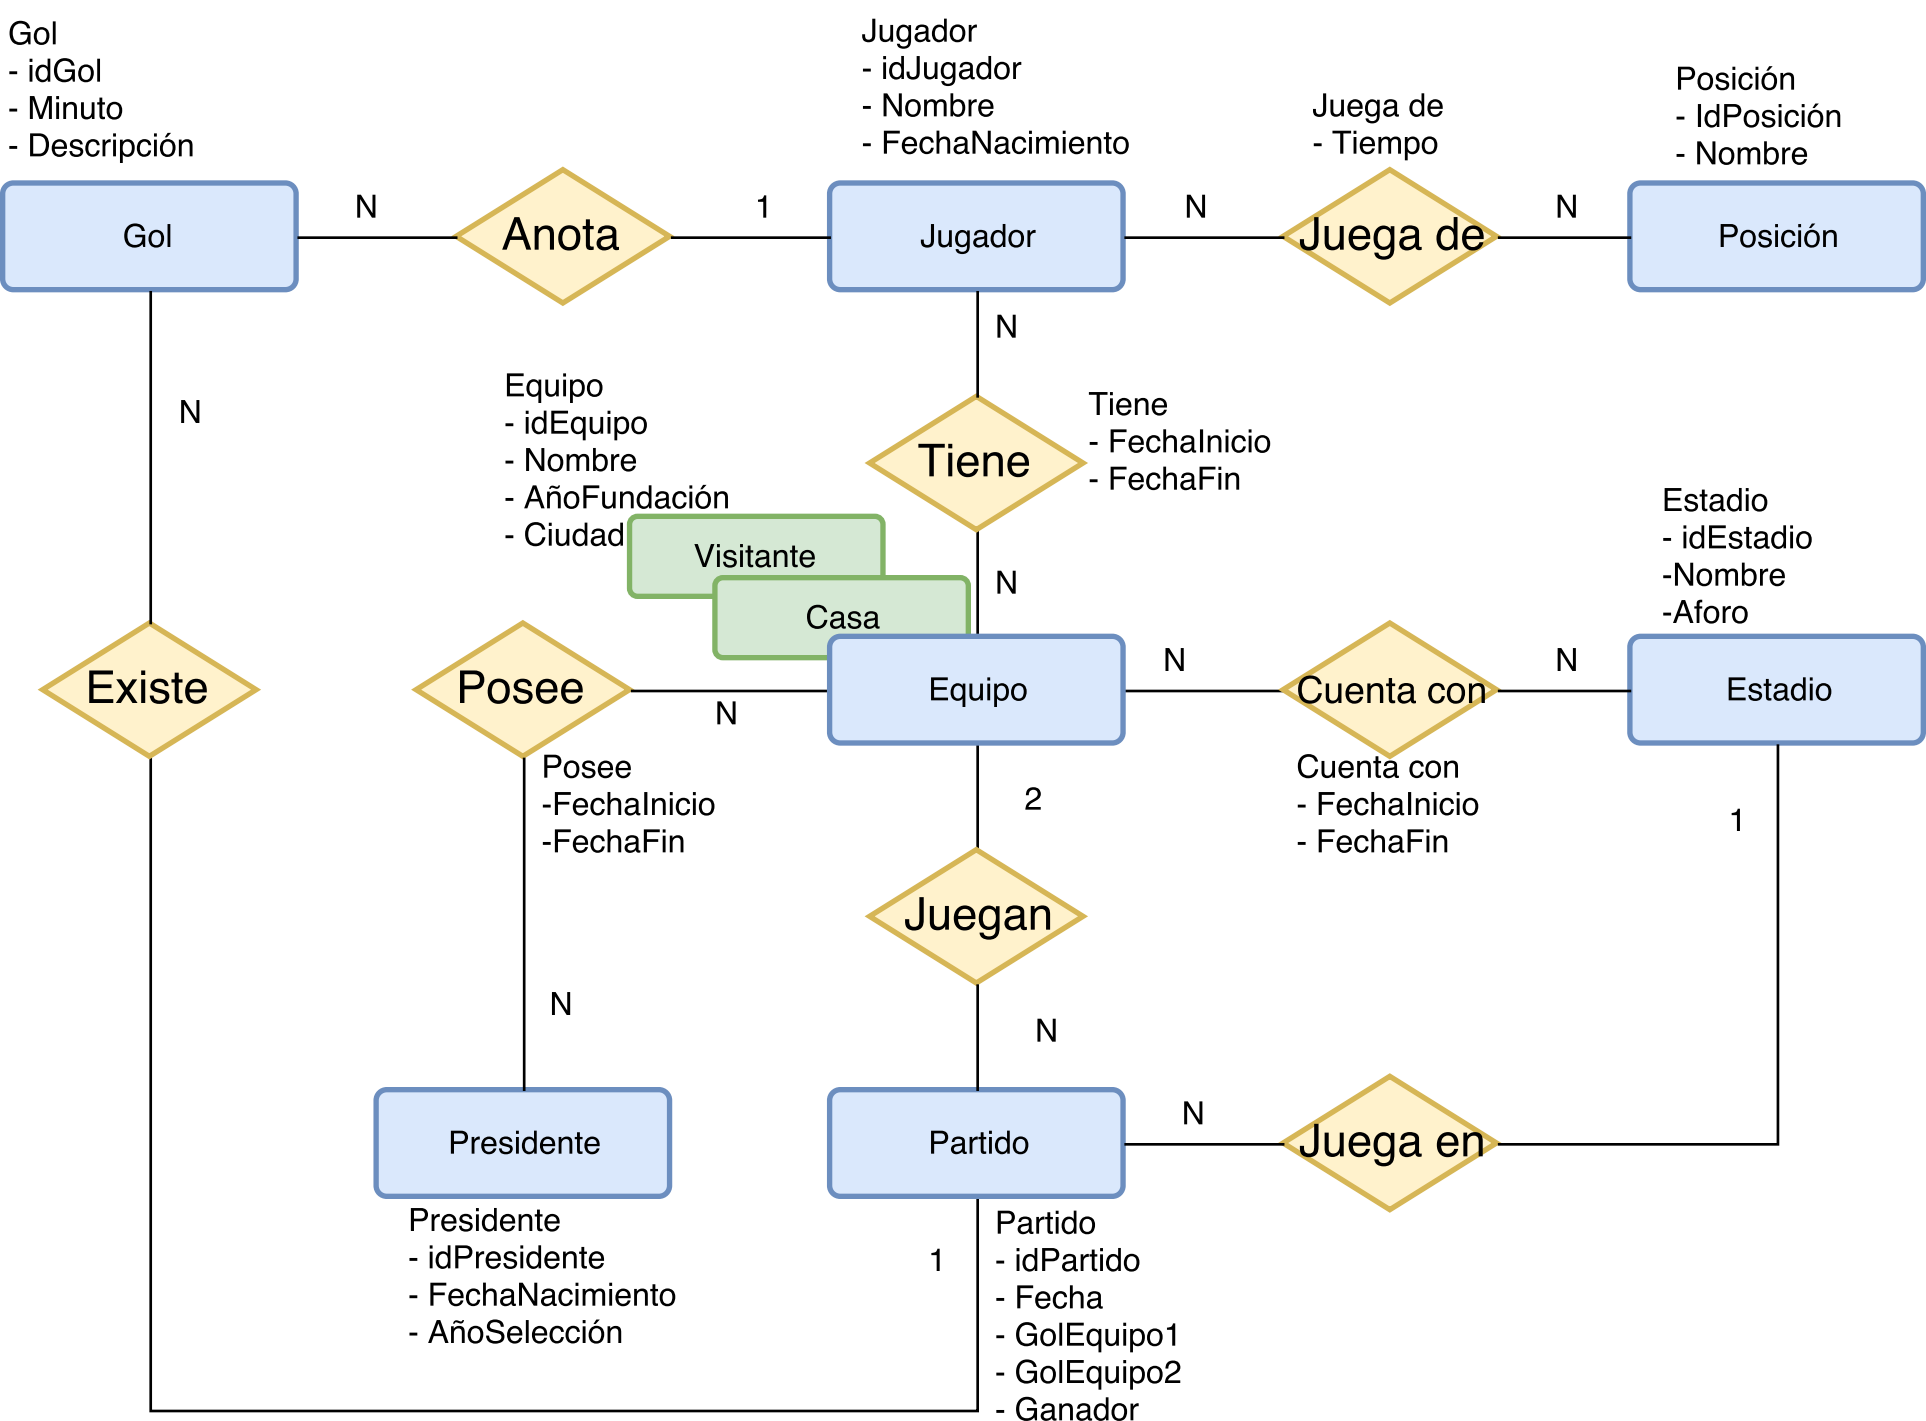 Gol
- idGol
- Minuto
- Descripción
Jugador
- idJugador
- Nombre
- FechaNacimiento
Juega de
- Tiempo
Posición
- IdPosición
- Nombre
Gol
N
Anota
1
Jugador
N
Juega de
N
Posición
N
N
Equipo
- idEquipo
- Nombre
- AñoFundación
- Ciudad
Tiene
Tiene
- FechaInicio
- FechaFin
Visitante
Casa
N
Estadio
- idEstadio
-Nombre
-Aforo
Existe
Posee
N
Equipo
N
Cuenta con
N
Estadio
Posee
-FechaInicio
-FechaFin
2
Cuenta con
- FechaInicio
- FechaFin
1
Juegan
N
N
Presidente
Partido
N
Juega en
Presidente
- idPresidente
- FechaNacimiento
- AñoSelección
1
Partido
- idPartido
- Fecha
- GolEquipo1
- GolEquipo2
- Ganador